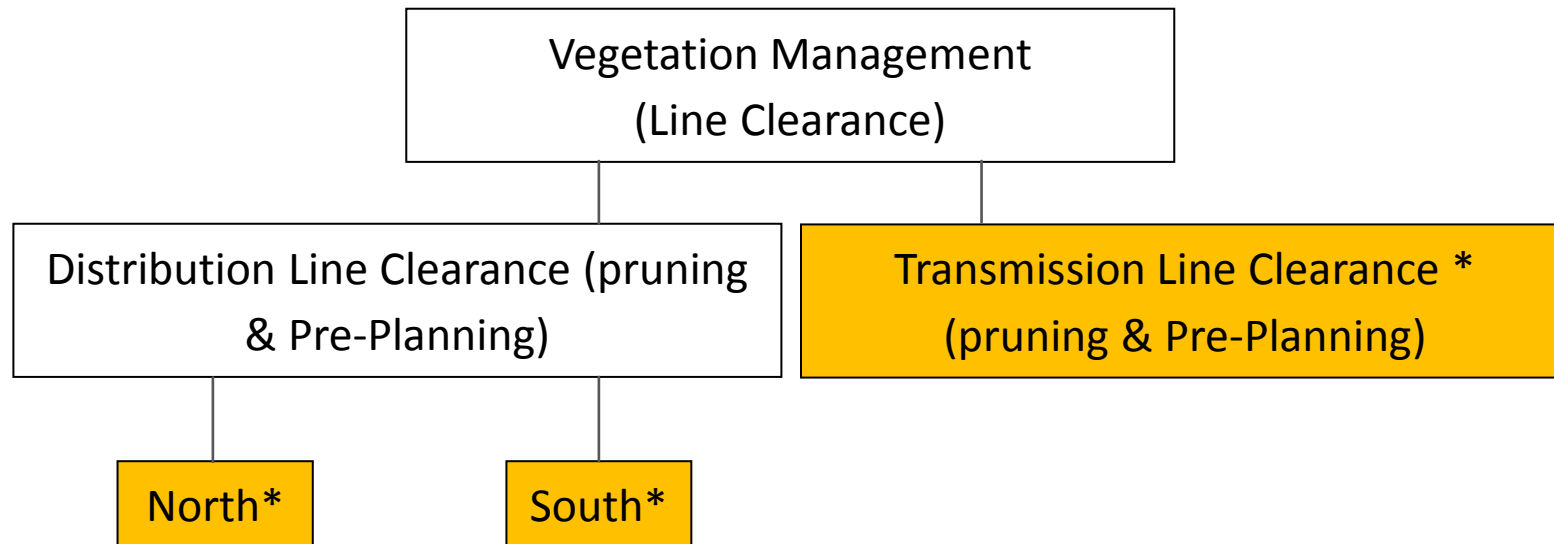 Vegetation Management
(Line Clearance)
Distribution Line Clearance (pruning
& Pre-Planning)
Transmission Line Clearance *
(pruning & Pre-Planning)
North*
South*